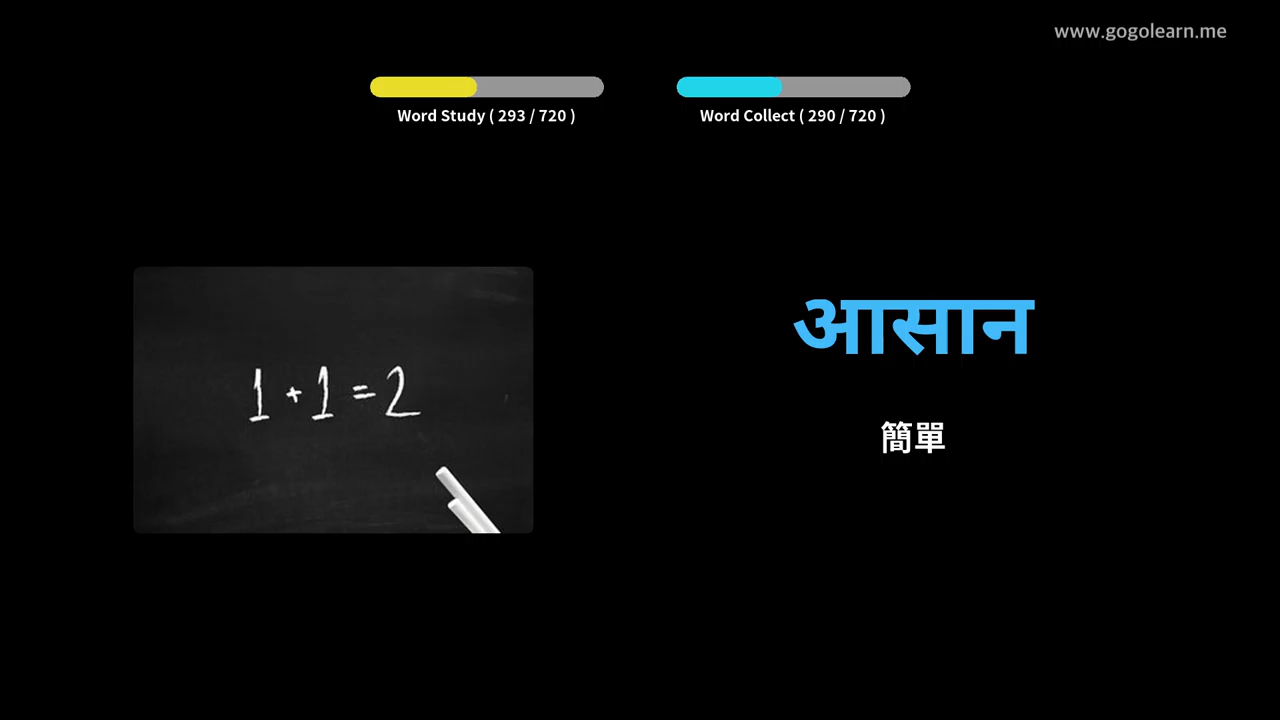 www.gogolearn.me
Word Study ( 293 / 720 )
Word Collect ( 290 / 720 )
1 + 1 = 2
आसान
簡單